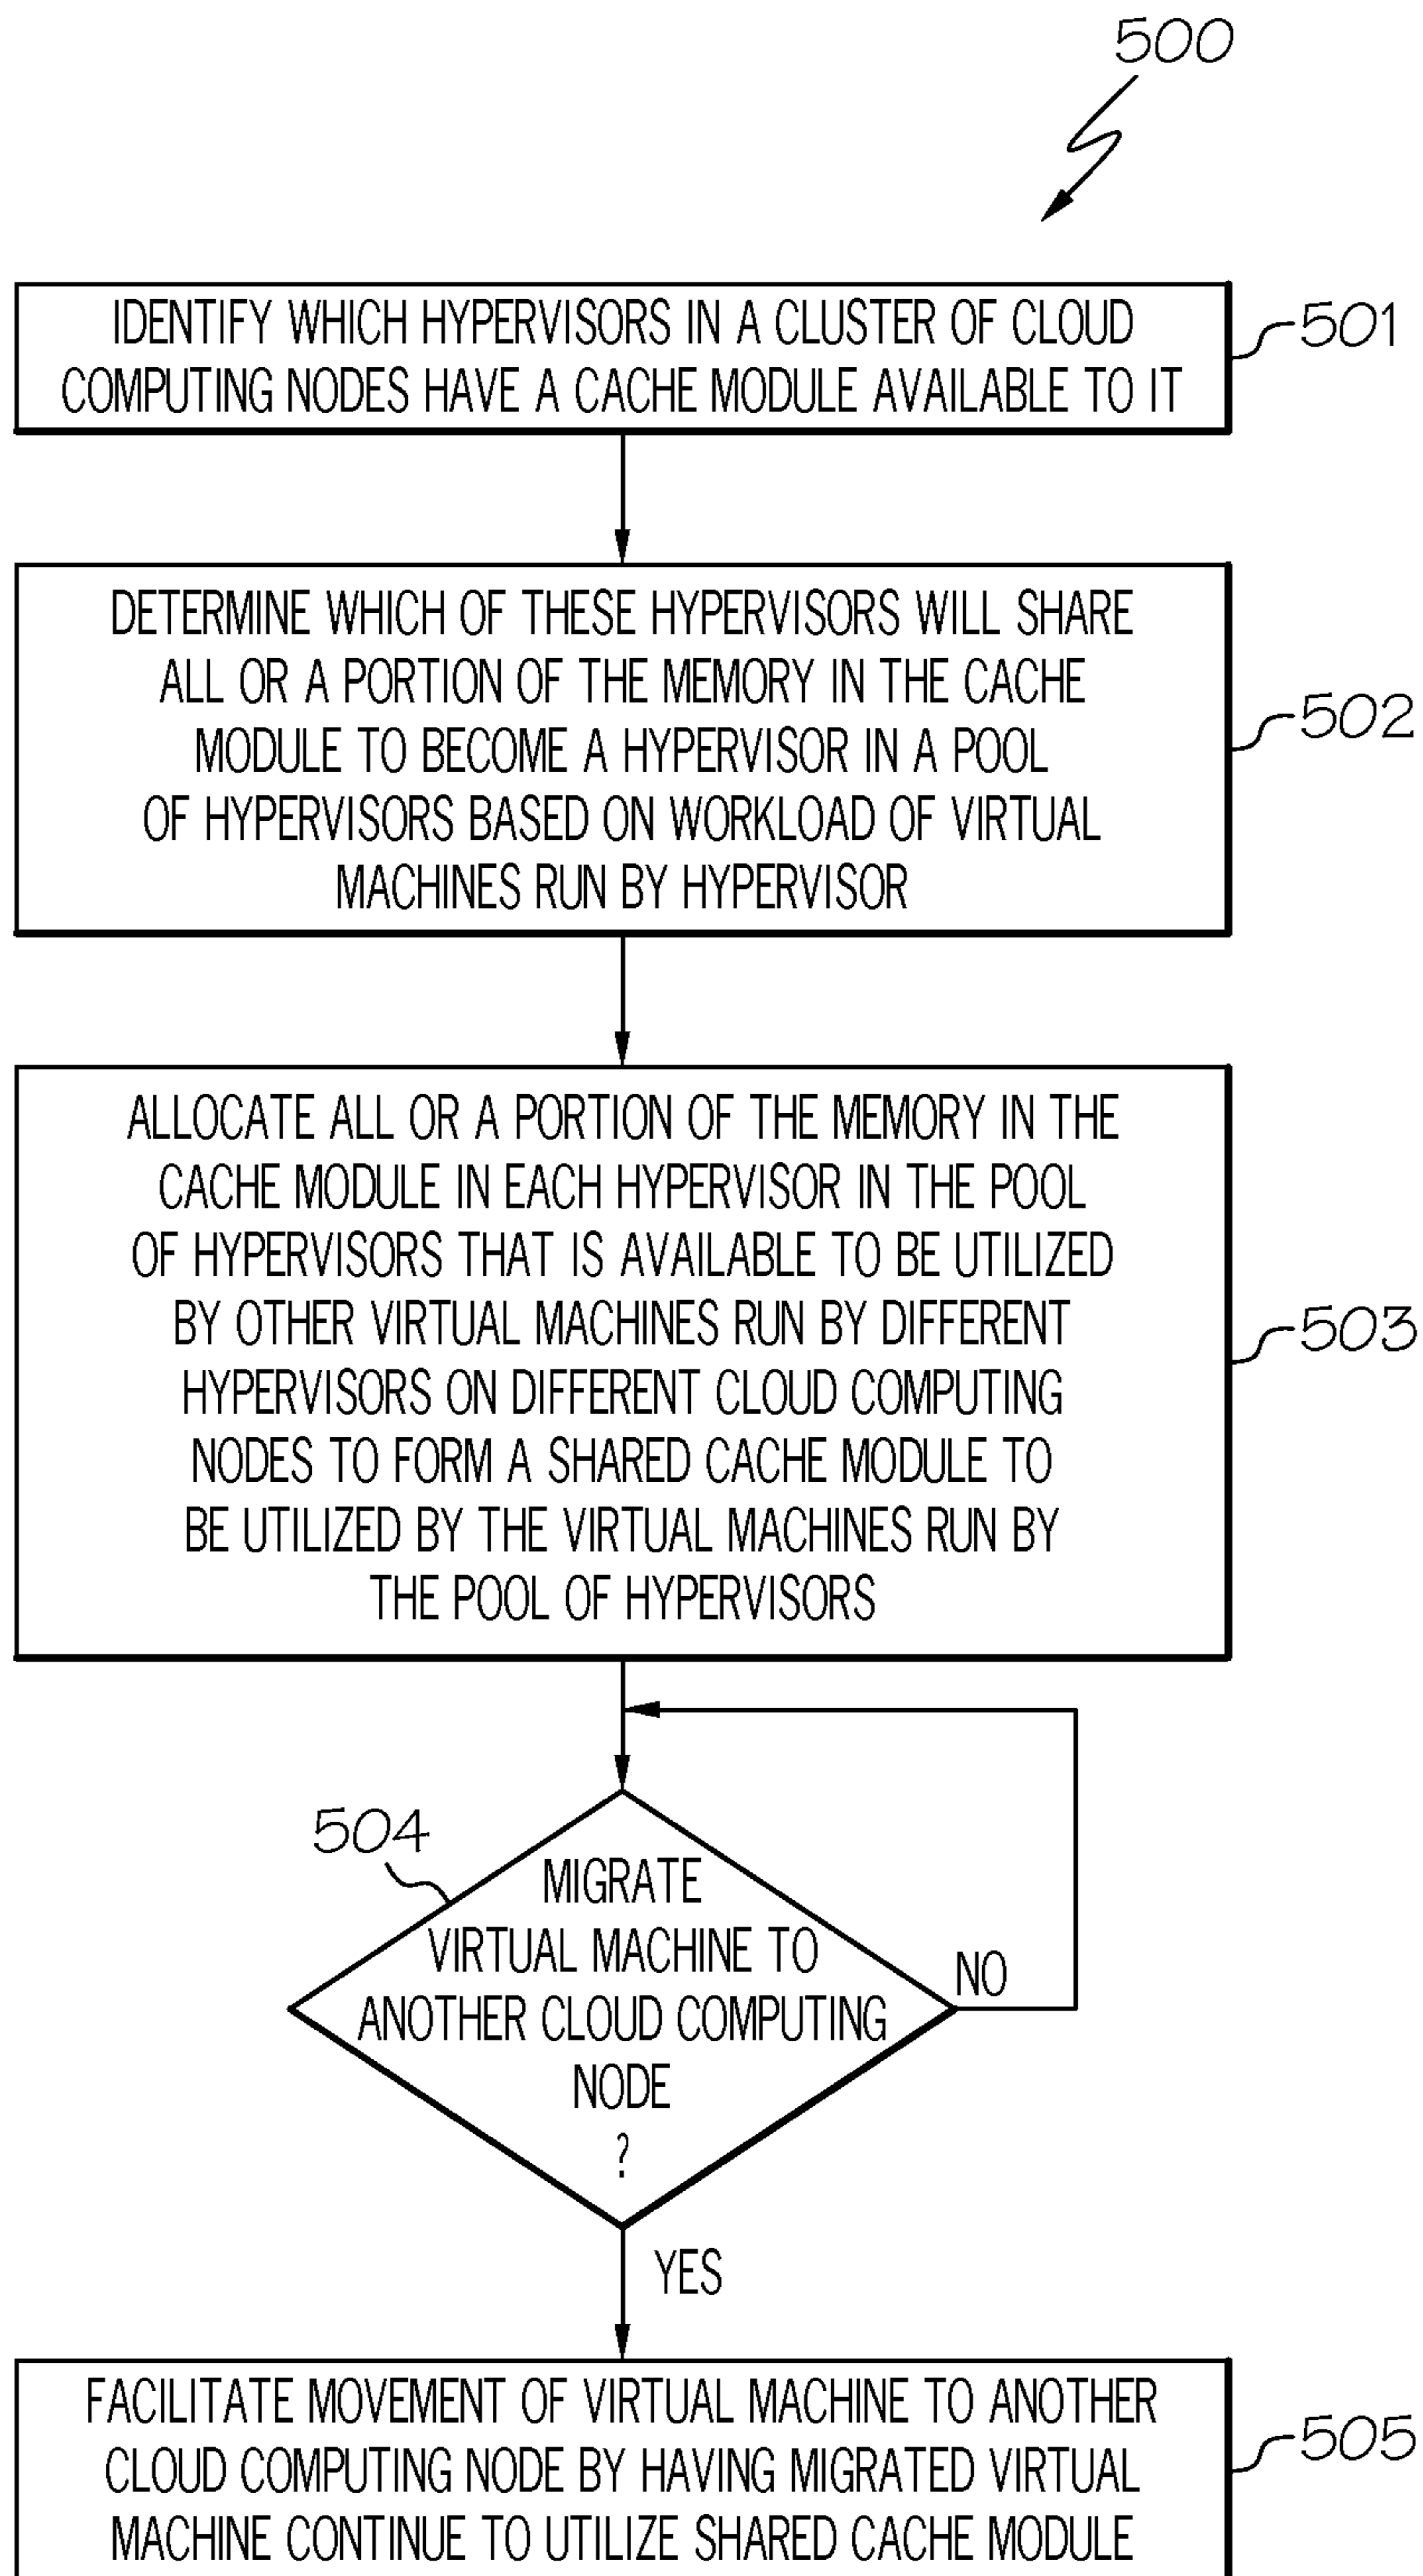 500
IDENTIFY WHICH HYPERVISORS IN A CLUSTER OF CLOUD
COMPUTING NODES HAVE A CACHE MODULE AVAILABLE TO IT
501
DETERMINE WHICH OF THESE HYPERVISORS WILL SHARE
ALL OR A PORTION OF THE MEMORY IN THE CACHE
MODULE TO BECOME A HYPERVISOR IN A POOL
OF HYPERVISORS BASED ON WORKLOAD OF VIRTUAL
MACHINES RUN BY HYPERVISOR
502
ALLOCATE ALL OR A PORTION OF THE MEMORY IN THE
CACHE MODULE IN EACH HYPERVISOR IN THE POOL
OF HYPERVISORS THAT IS AVAILABLE TO BE UTILIZED
BY OTHER VIRTUAL MACHINES RUN BY DIFFERENT
HYPERVISORS ON DIFFERENT CLOUD COMPUTING
NODES TO FORM A SHARED CACHE MODULE TO
BE UTILIZED BY THE VIRTUAL MACHINES RUN BY
THE POOL OF HYPERVISORS
503
504
MIGRATE
VIRTUAL MACHINE TO
ANOTHER CLOUD COMPUTING
NODE
?
NO
YES
FACILITATE MOVEMENT OF VIRTUAL MACHINE TO ANOTHER
CLOUD COMPUTING NODE BY HAVING MIGRATED VIRTUAL
MACHINE CONTINUE TO UTILIZE SHARED CACHE MODULE
505